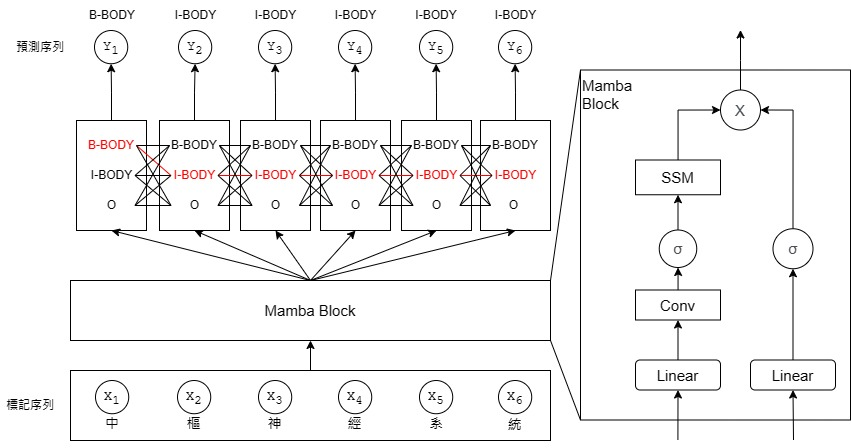 B-BODY I-BODY I-BODY I-BODY I-BODY I-BODY
預測序列 Y1 Y2 Y3 Y4 Y5 Y6
B-BODY B-BODY B-BODY B-BODY B-BODY B-BODY
I-BODY I-BODY I-BODY I-BODY I-BODY I-BODY
O O O O O O
Mamba Block
標記序列 X1 X2 X3 X4 X5 X6
中 樞 神 經 系 統
Mamba
Block
X
SSM
σ σ
Conv
Linear Linear